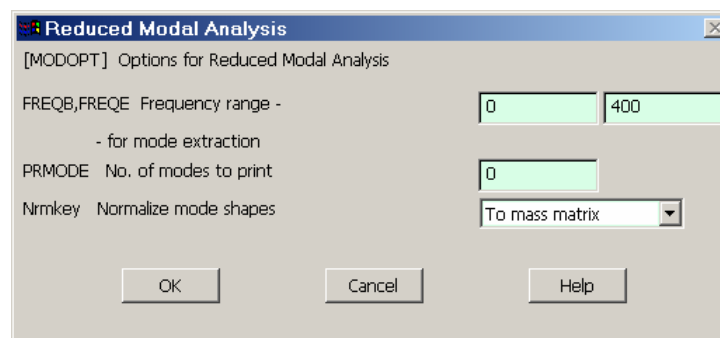 Reduced Modal Analysis
[MODOPT] Options for Reduced Modal Analysis
FREQB,FREQE Frequency range - 0 400
- for mode extraction
PRMODE No. of modes to print 0
Nrmkey Normalize mode shapes To mass matrix
OK Cancel Help